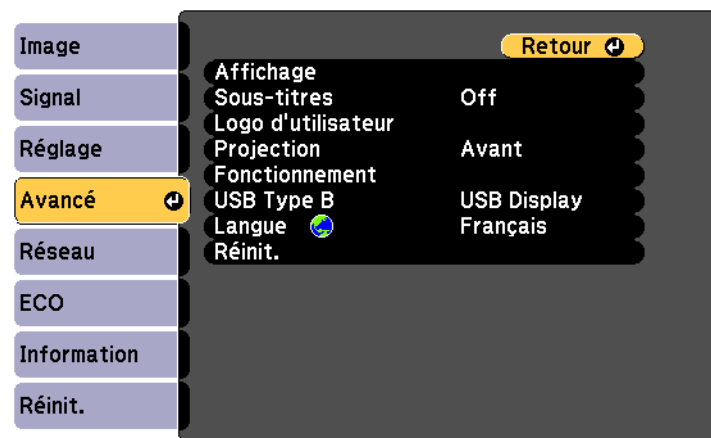 Image
Signal
Réglage
Avancé
Réseau
ECO
Information
Réinit.
Retour
Affichage
Sous-titres Off
Logo d'utilisateur
Projection Avant
Fonctionnement
USB Type B USB Display
Langue Français
Réinit.